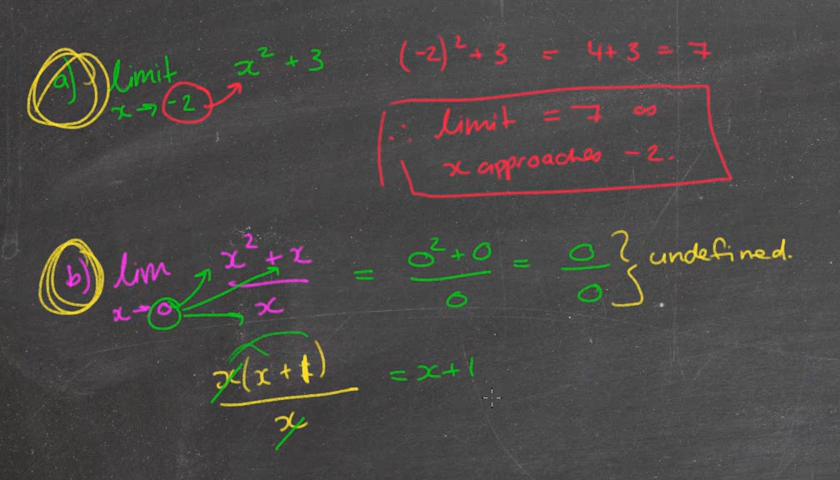 a) limit x² + 3
x → -2
(-2)² + 3 = 4+3 = 7
∴ limit = 7 as
x approaches -2.
b) lim x² + x / x = 0² + 0 / 0 = 0 / 0 } undefined.
x → 0
x(x + 1) / x = x + 1